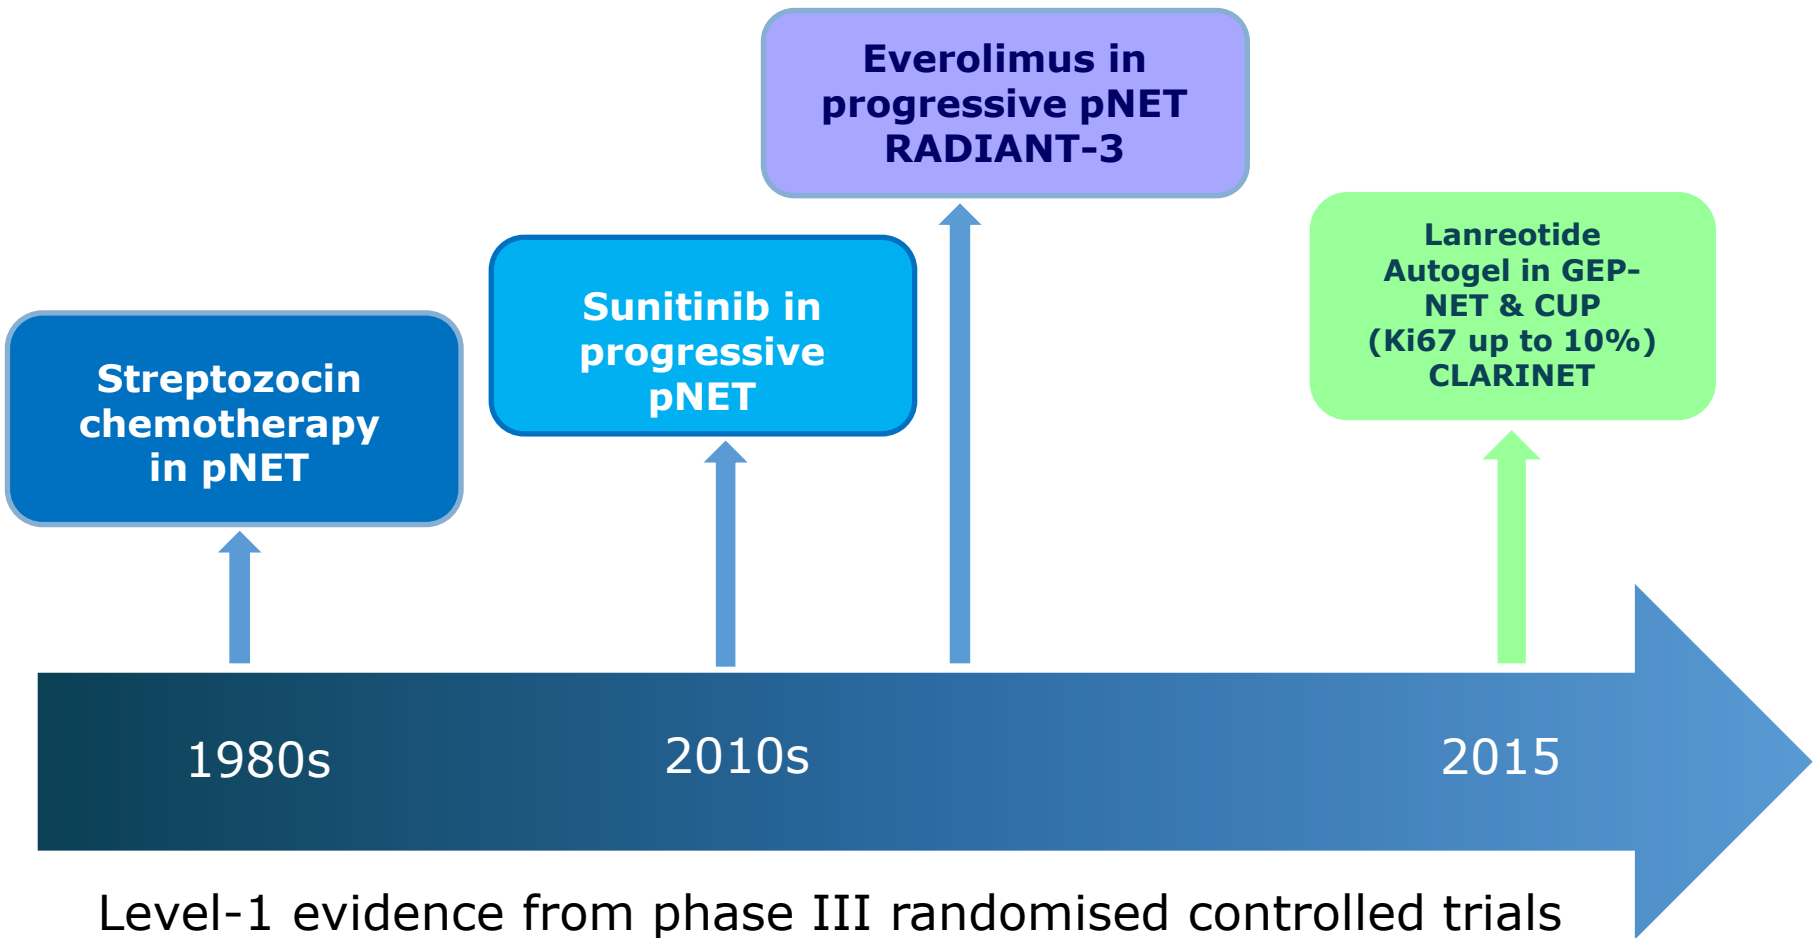 Everolimus in
progressive pNET
RADIANT-3
Lanreotide
Autogel in GEP-
NET & CUP
(Ki67 up to 10%)
CLARINET
Sunitinib in
progressive
pNET
Streptozocin
chemotherapy
in pNET
1980s
2010s
2015
Level-1 evidence from phase III randomised controlled trials